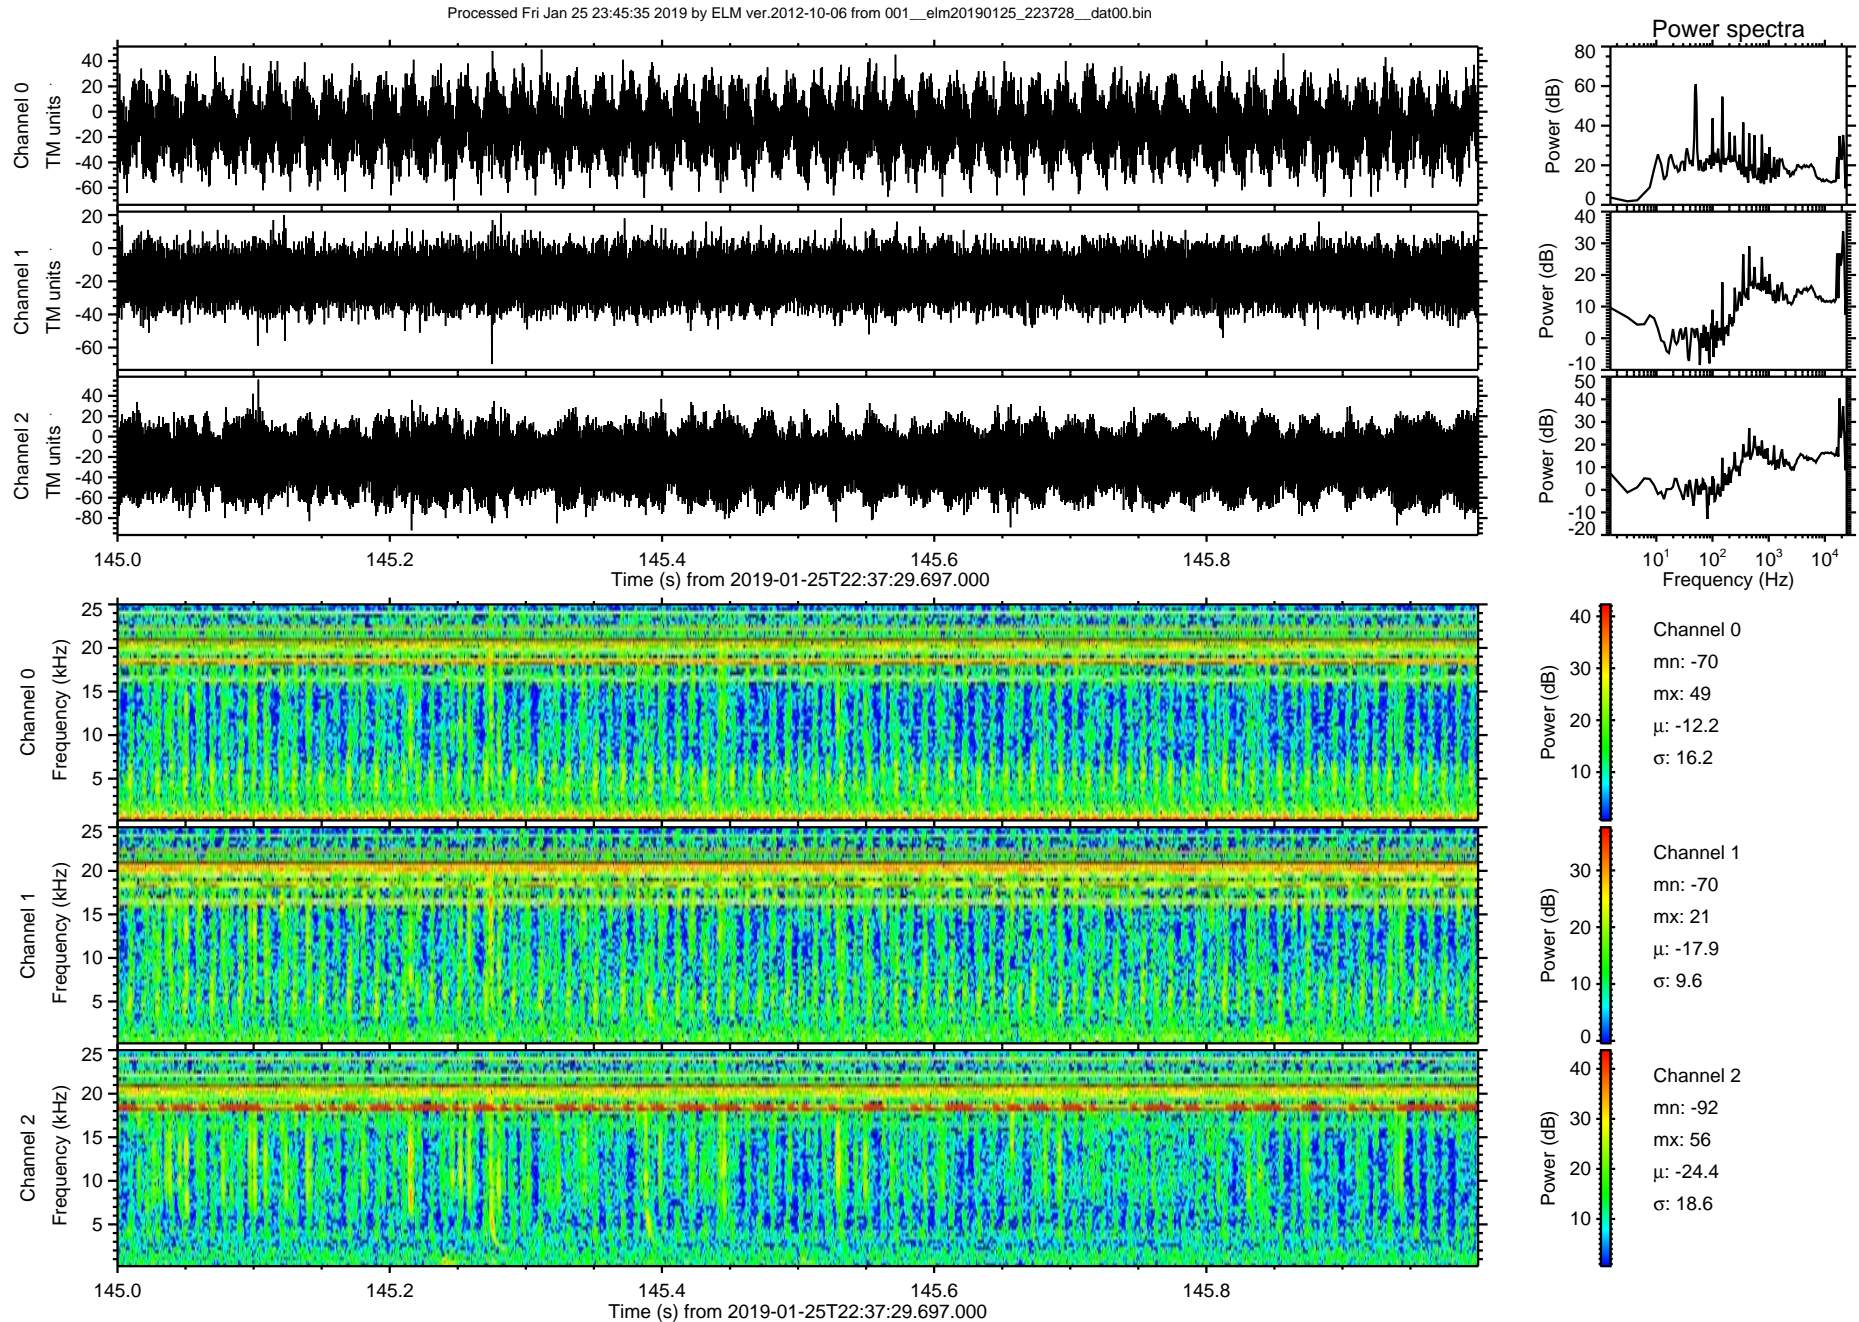 Processed Fri Jan 25 23:45:35 2019 by ELM ver.2012-10-06 from 001__elm20190125_223728__dat00.bin
Power spectra
Channel 0
TM units
40
20
0
-20
-40
-60
Power (dB)
80
60
40
20
0
Channel 1
TM units
20
0
-20
-40
-60
Power (dB)
40
30
20
10
0
-10
Channel 2
TM units
40
20
0
-20
-40
-60
-80
Power (dB)
50
40
30
20
10
0
-10
-20
145.0 145.2 145.4 145.6 145.8
Time (s) from 2019-01-25T22:37:29.697.000
10^1 10^2 10^3 10^4
Frequency (Hz)
Channel 0
Frequency (kHz)
25
20
15
10
5
Power (dB)
40
30
20
10
Channel 0
mn: -70
mx: 49
μ: -12.2
σ: 16.2
Channel 1
Frequency (kHz)
25
20
15
10
5
Power (dB)
30
20
10
0
Channel 1
mn: -70
mx: 21
μ: -17.9
σ: 9.6
Channel 2
Frequency (kHz)
25
20
15
10
5
Power (dB)
40
30
20
10
Channel 2
mn: -92
mx: 56
μ: -24.4
σ: 18.6
145.0 145.2 145.4 145.6 145.8
Time (s) from 2019-01-25T22:37:29.697.000